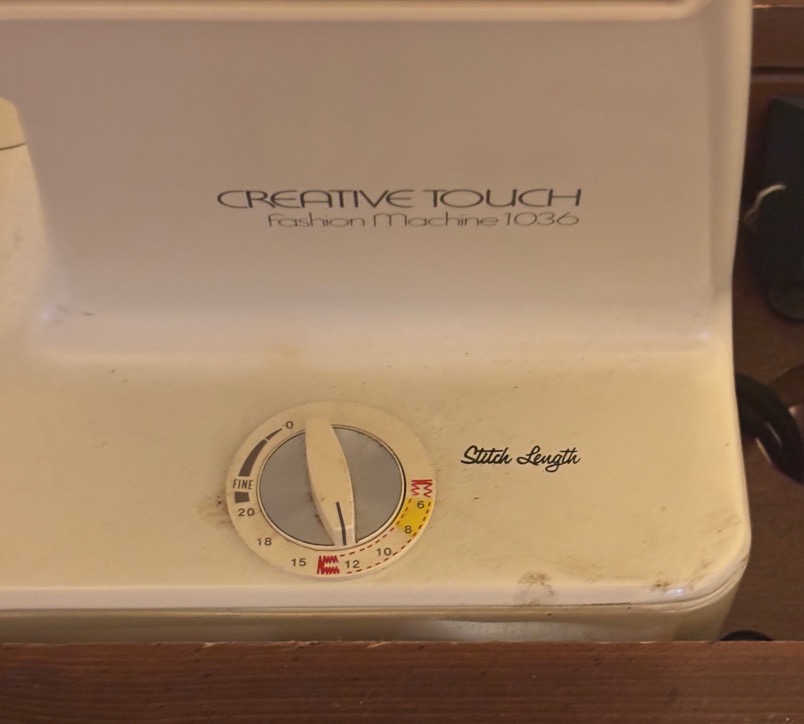 CREATIVE TOUCH
Fashion Machine 1036
Stitch Length
0
FINE
20
18
15
12
10
8
6